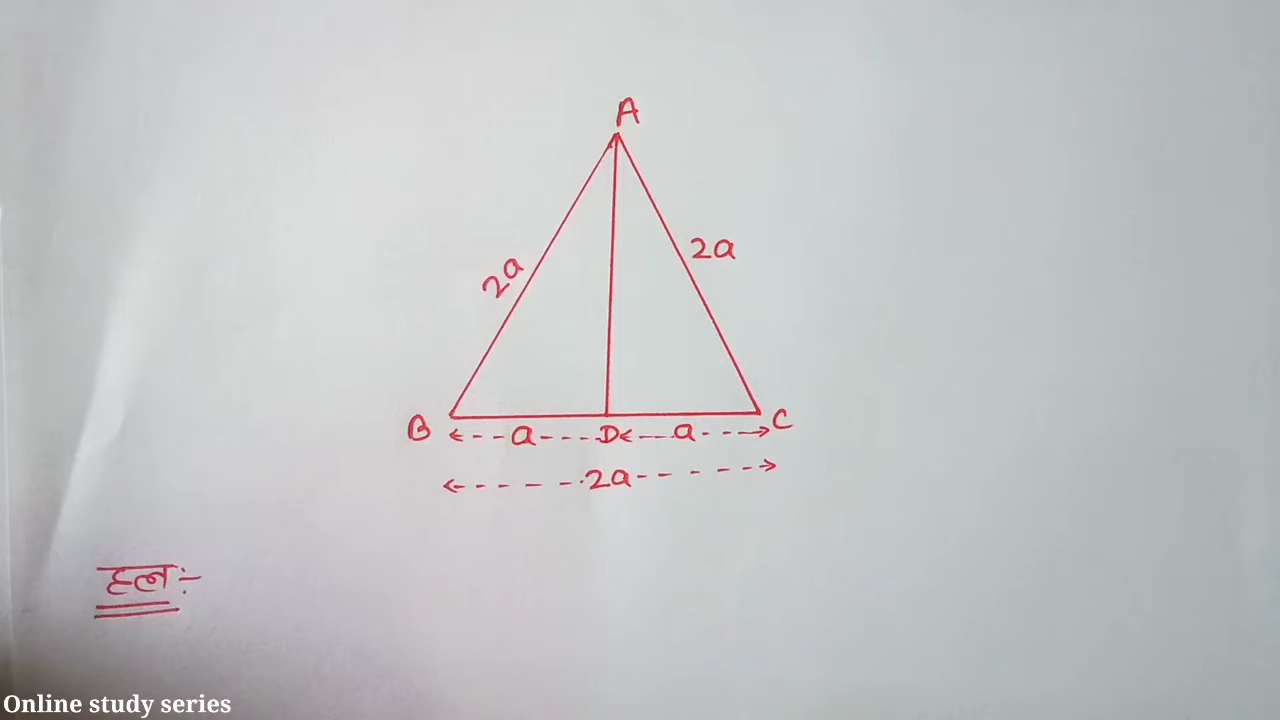 A
2a
2a
B a D a C
2a
हल :-
Online study series